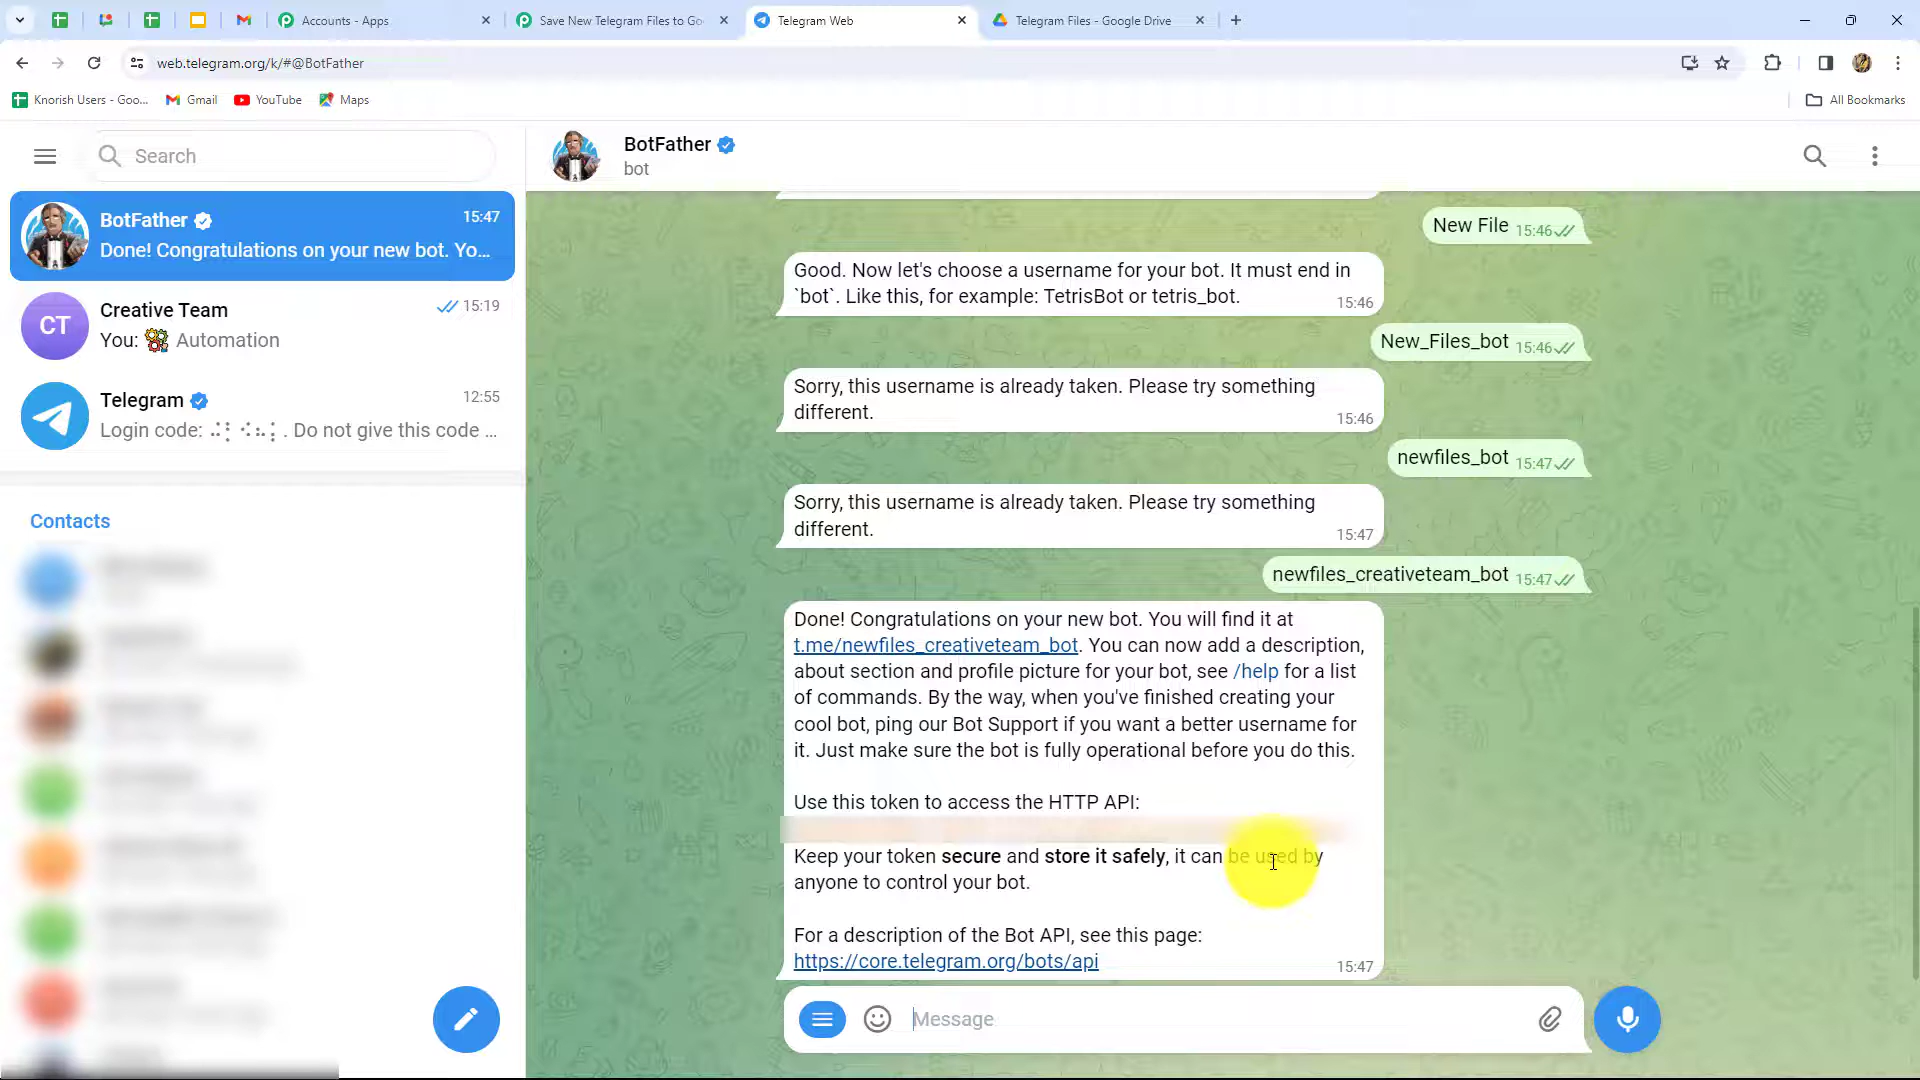 Accounts - Apps
Save New Telegram Files to Go
Telegram Web
Telegram Files - Google Drive
web.telegram.org/k/#@BotFather
Knorish Users - Goo...
Gmail
YouTube
Maps
All Bookmarks
Search
BotFather
bot
BotFather 15:47
Done! Congratulations on your new bot. Yo...
Creative Team 15:19
You: Automation
Telegram 12:55
Login code: . Do not give this code ...
Contacts
CT
New File 15:46
Good. Now let's choose a username for your bot. It must end in
`bot`. Like this, for example: TetrisBot or tetris_bot. 15:46
New_Files_bot 15:46
Sorry, this username is already taken. Please try something
different. 15:46
newfiles_bot 15:47
Sorry, this username is already taken. Please try something
different. 15:47
newfiles_creativeteam_bot 15:47
Done! Congratulations on your new bot. You will find it at
t.me/newfiles_creativeteam_bot. You can now add a description,
about section and profile picture for your bot, see /help for a list
of commands. By the way, when you've finished creating your
cool bot, ping our Bot Support if you want a better username for
it. Just make sure the bot is fully operational before you do this.
Use this token to access the HTTP API:
Keep your token secure and store it safely, it can be used by
anyone to control your bot.
For a description of the Bot API, see this page:
https://core.telegram.org/bots/api 15:47
Message